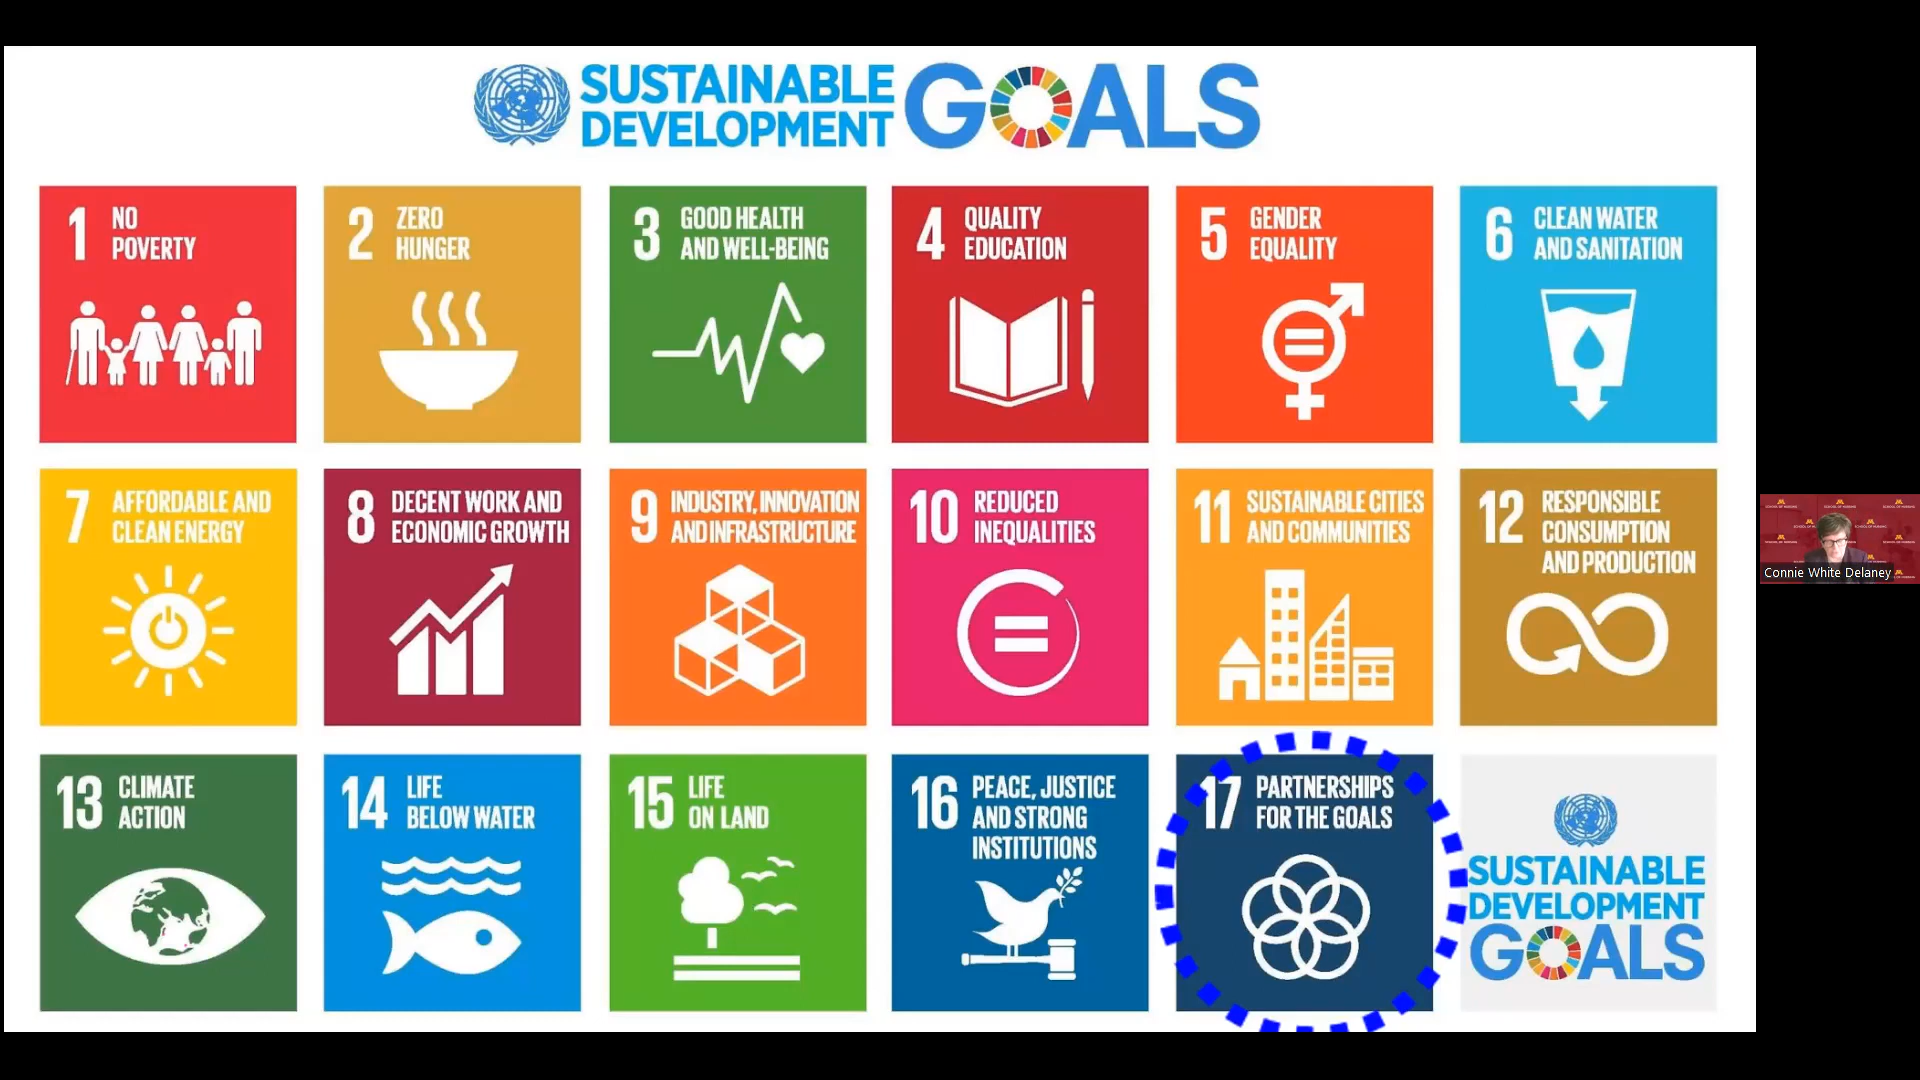 SUSTAINABLE
DEVELOPMENT
GOALS
1 NO
POVERTY
2 ZERO
HUNGER
3 GOOD HEALTH
AND WELL-BEING
4 QUALITY
EDUCATION
5 GENDER
EQUALITY
6 CLEAN WATER
AND SANITATION
7 AFFORDABLE AND
CLEAN ENERGY
8 DECENT WORK AND
ECONOMIC GROWTH
9 INDUSTRY, INNOVATION
AND INFRASTRUCTURE
10 REDUCED
INEQUALITIES
11 SUSTAINABLE CITIES
AND COMMUNITIES
12 RESPONSIBLE
CONSUMPTION
AND PRODUCTION
13 CLIMATE
ACTION
14 LIFE
BELOW WATER
15 LIFE
ON LAND
16 PEACE, JUSTICE
AND STRONG
INSTITUTIONS
17 PARTNERSHIPS
FOR THE GOALS
SUSTAINABLE
DEVELOPMENT
GOALS
Connie White Delaney